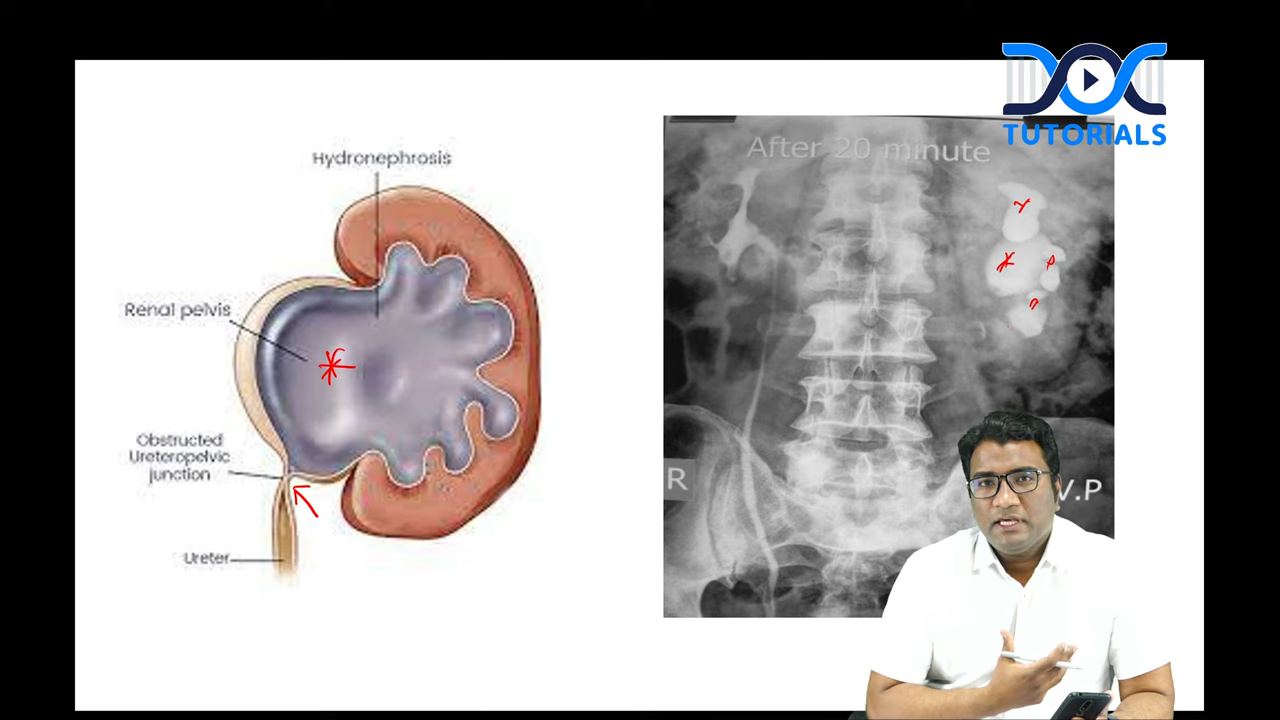 TUTORIALS
Hydronephrosis
After 20 minute
Renal pelvis
Obstructed
Ureteropelvic
junction
R
V.P
Ureter